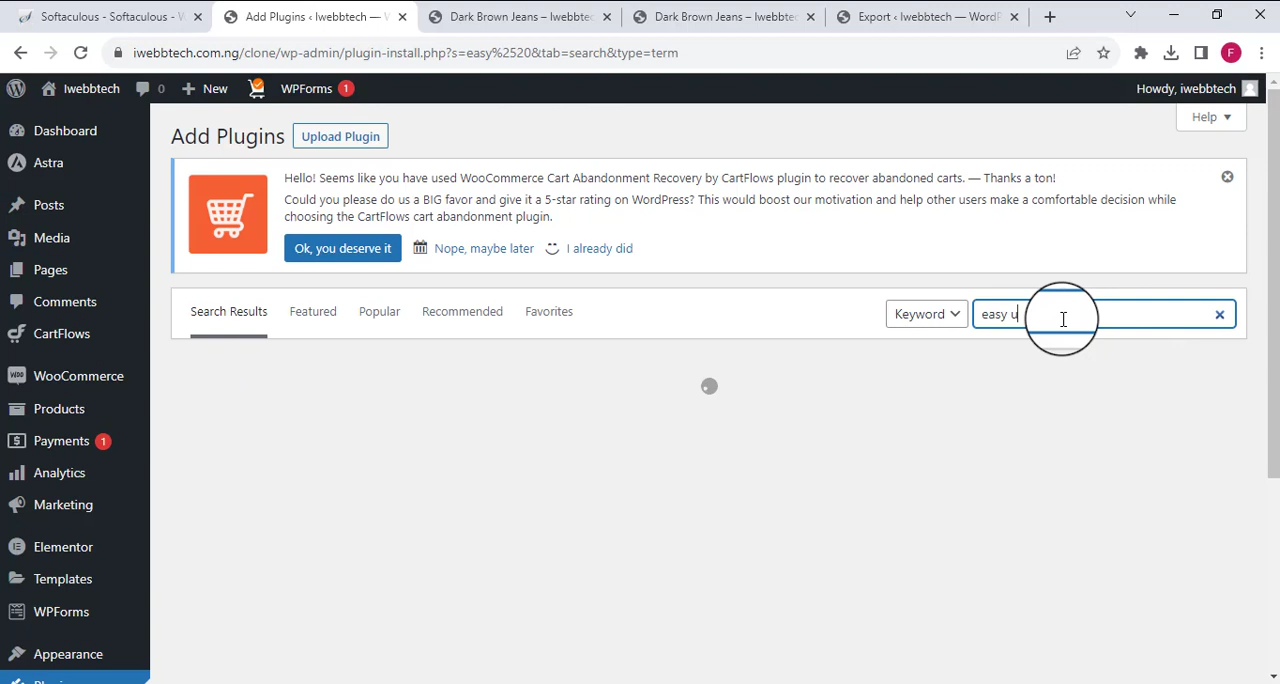 Softaculous - Softaculous - W
Add Plugins ‹ Iwebbtech — W
Dark Brown Jeans – Iwebbtec
Dark Brown Jeans – Iwebbtec
Export ‹ Iwebbtech — WordP
iwebbtech.com.ng/clone/wp-admin/plugin-install.php?s=easy%2520&tab=search&type=term
F
Iwebbtech
0
New
WPForms 1
Howdy, iwebbtech
Help
Dashboard
Astra
Posts
Media
Pages
Comments
CartFlows
WooCommerce
Products
Payments 1
Analytics
Marketing
Elementor
Templates
WPForms
Appearance
Add Plugins
Upload Plugin
Hello! Seems like you have used WooCommerce Cart Abandonment Recovery by CartFlows plugin to recover abandoned carts. — Thanks a ton!
Could you please do us a BIG favor and give it a 5-star rating on WordPress? This would boost our motivation and help other users make a comfortable decision while
choosing the CartFlows cart abandonment plugin.
Ok, you deserve it
Nope, maybe later
I already did
Search Results
Featured
Popular
Recommended
Favorites
Keyword
easy u